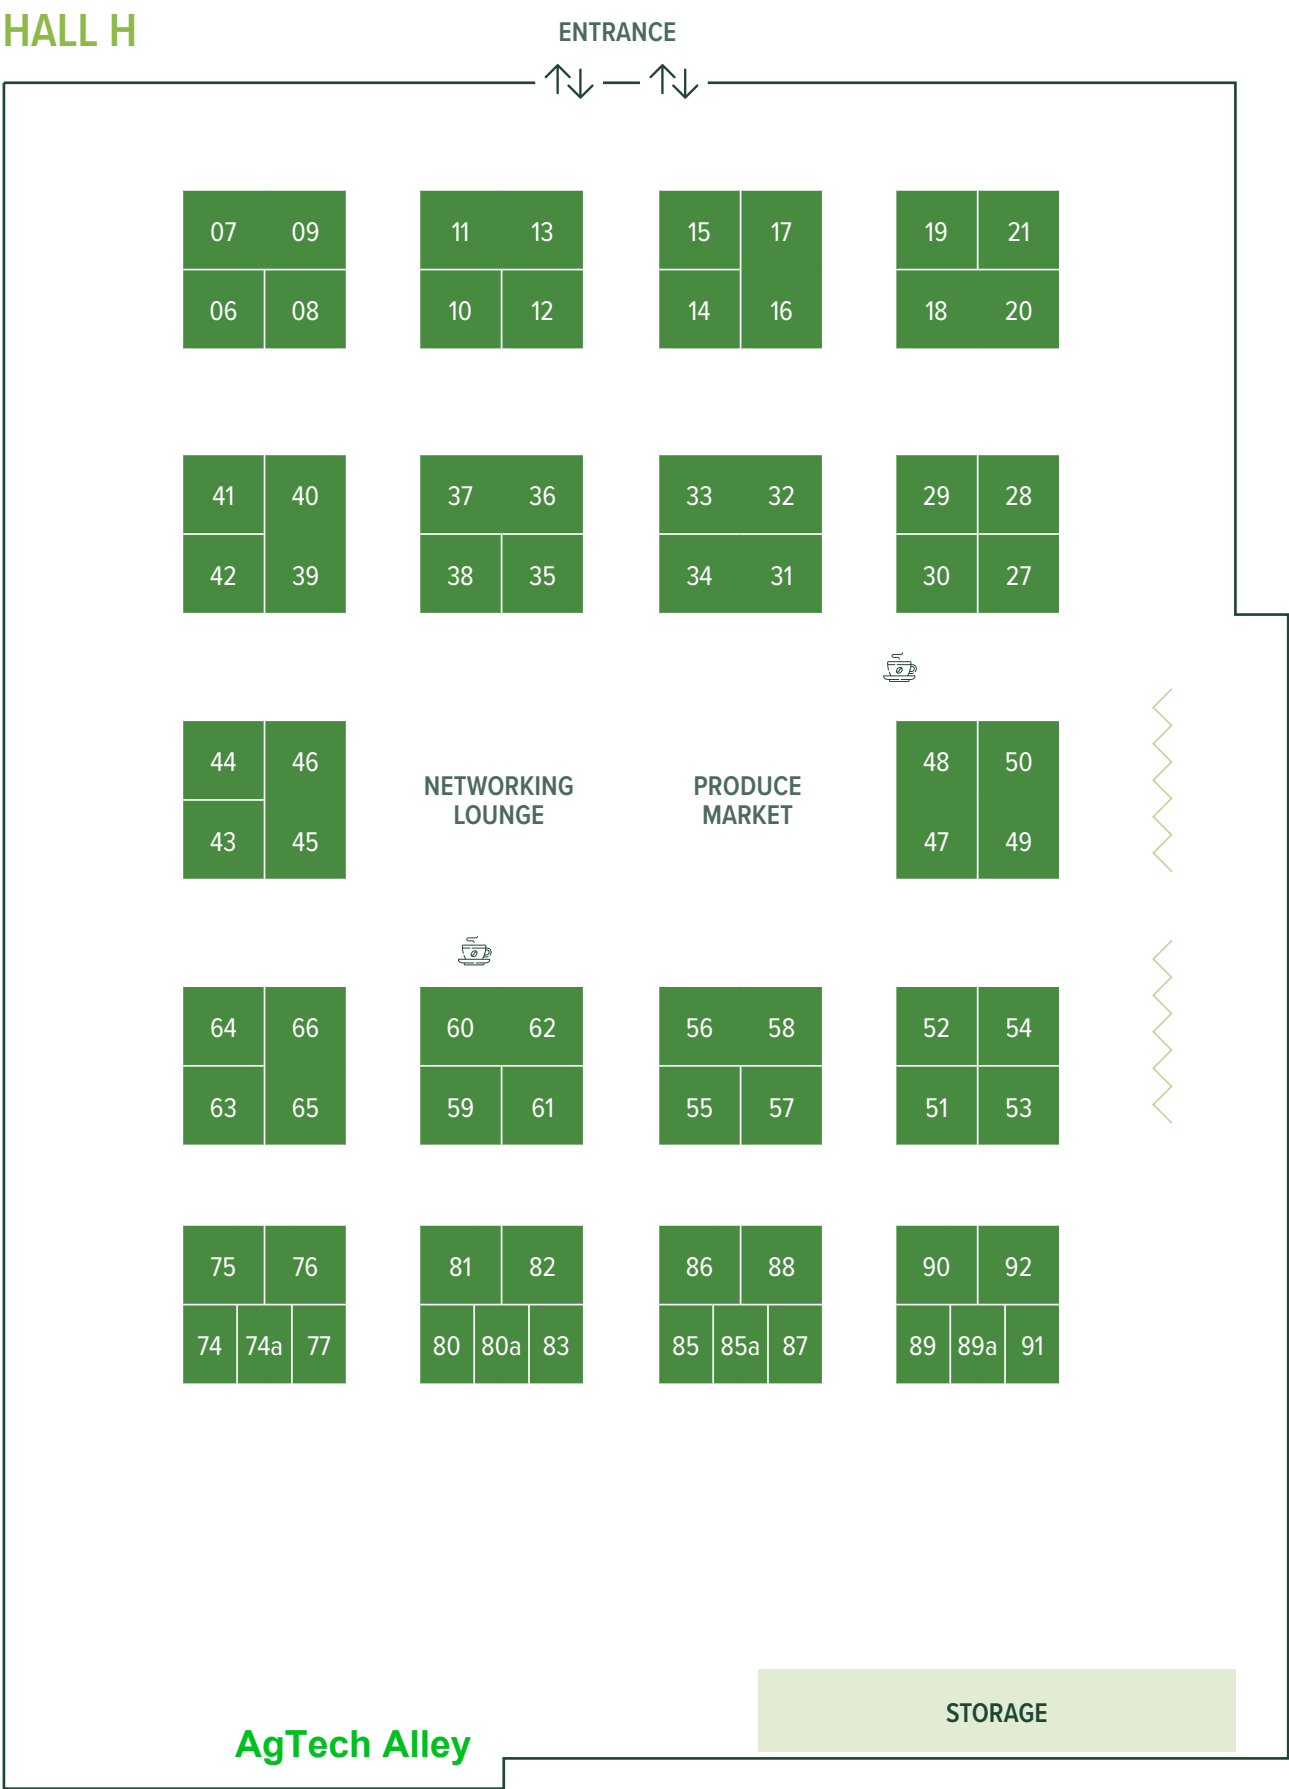 HALL H
ENTRANCE
07 09 11 13 15 17 19 21
06 08 10 12 14 16 18 20
41 40 37 36 33 32 29 28
42 39 38 35 34 31 30 27
44 46 48 50
NETWORKING
LOUNGE
PRODUCE
MARKET
43 45 47 49
64 66 60 62 56 58 52 54
63 65 59 61 55 57 51 53
75 76 81 82 86 88 90 92
74 74a 77 80 80a 83 85 85a 87 89 89a 91
STORAGE
AgTech Alley